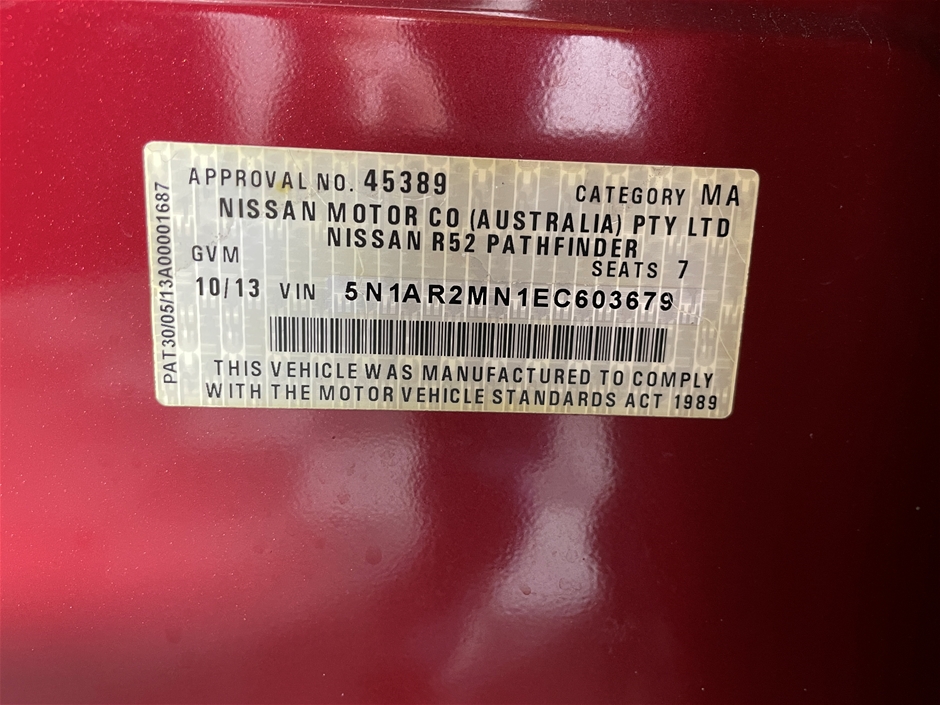 APPROVAL NO. 45389
CATEGORY MA
NISSAN MOTOR CO (AUSTRALIA) PTY LTD
NISSAN R52 PATHFINDER
GVM
SEATS 7
10/13 VIN 5N1AR2MN1EC603679
THIS VEHICLE WAS MANUFACTURED TO COMPLY
WITH THE MOTOR VEHICLE STANDARDS ACT 1989
PAT30/05/13A00001687